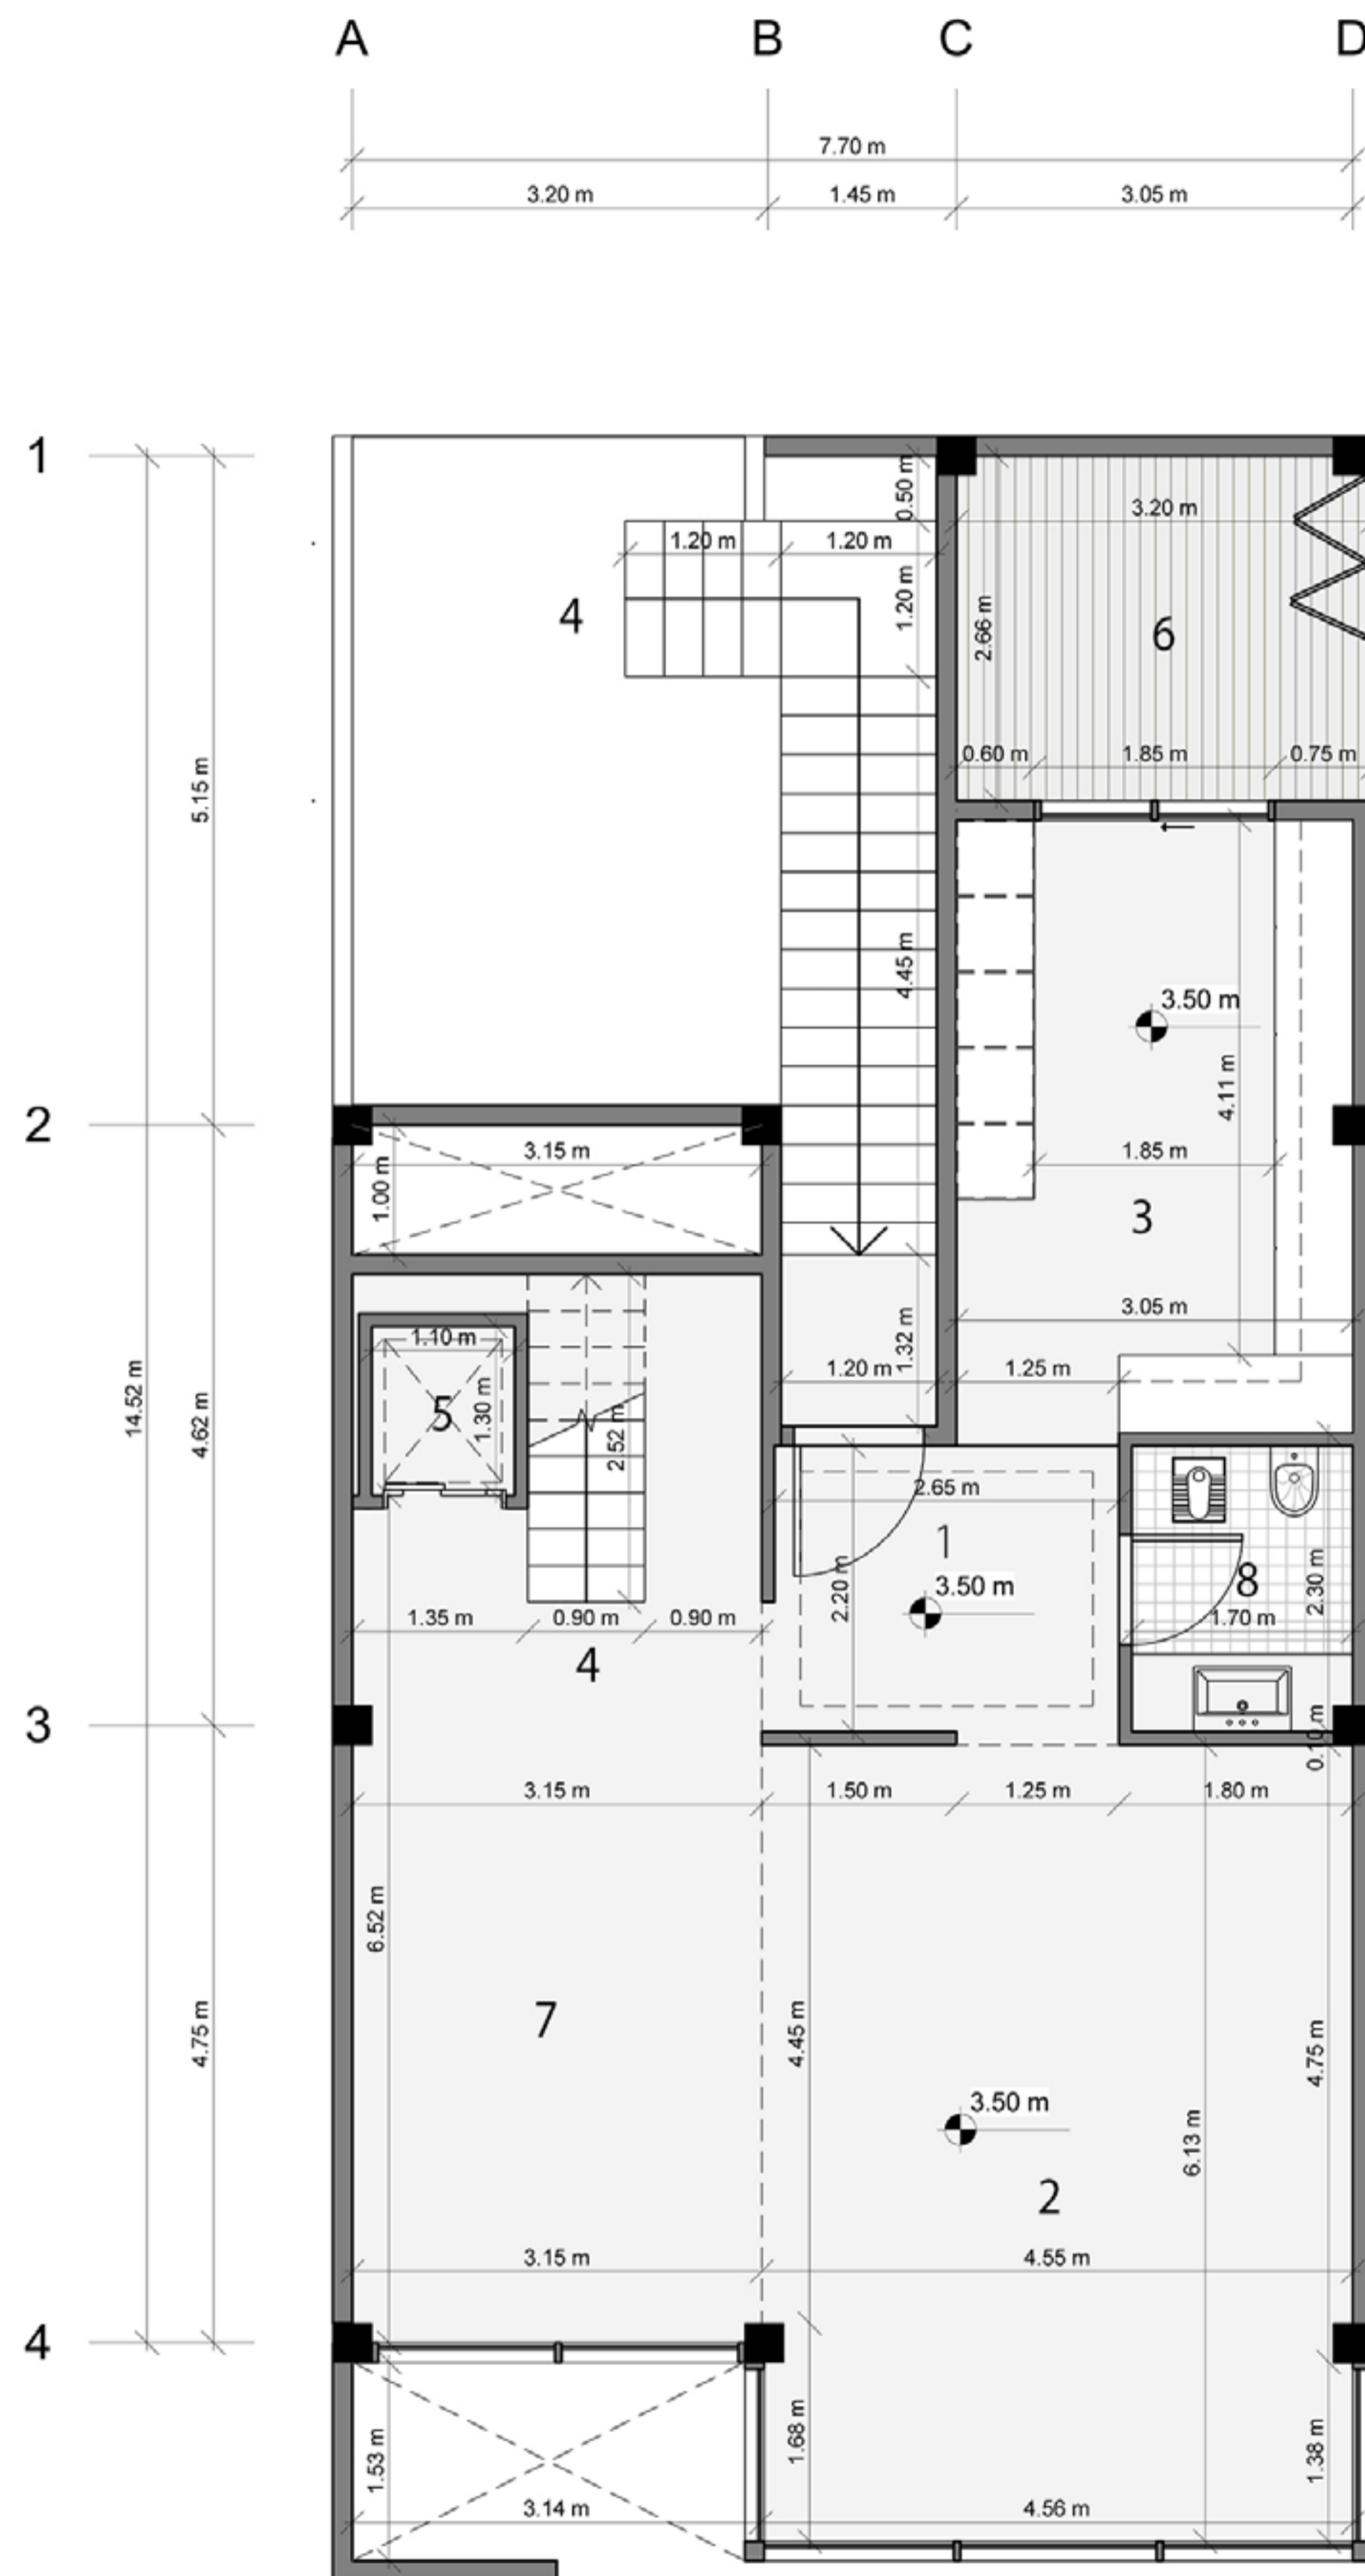 A B C D
7.70 m
3.20 m 1.45 m 3.05 m
1
0.50 m
3.20 m
1.20 m 1.20 m
1.20 m
4
2.66 m
6
0.60 m 1.85 m 0.75 m
5.15 m
4.45 m
3.50 m
4.11 m
2
3.15 m
1.85 m
1.00 m
3
3.05 m
1.10 m
1.32 m
1.20 m 1.25 m
14.52 m
4.62 m
5
1.30 m
2.52 m
2.65 m
1
3.50 m
2.20 m
8
2.30 m
1.35 m 0.90 m 0.90 m
1.70 m
4
3
0.10 m
3.15 m 1.50 m 1.25 m 1.80 m
6.52 m
7
4.75 m
4.45 m
4.75 m
3.50 m
6.13 m
2
3.15 m 4.55 m
4
1.53 m
1.68 m
1.38 m
3.14 m 4.56 m